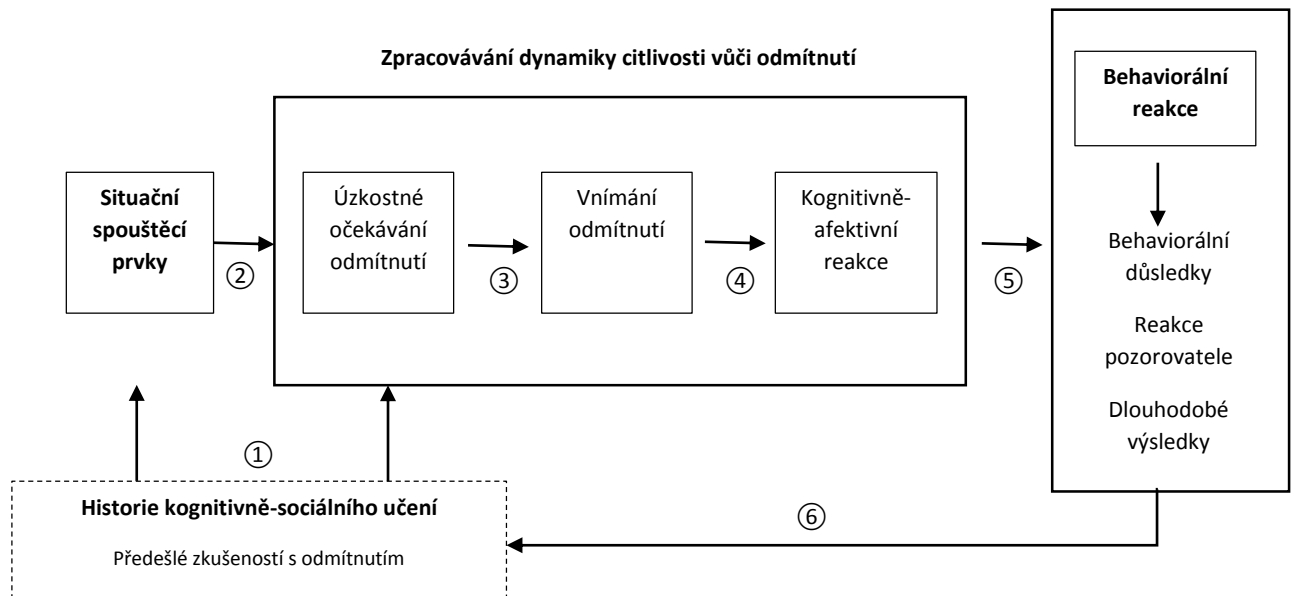 Zpracovávání dynamiky citlivosti vůči odmítnutí
Situační
spouštěcí
prvky
②
Úzkostné
očekávání
odmítnutí
③
Vnímání
odmítnutí
④
Kognitivně-
afektivní
reakce
⑤
Behaviorální
reakce
Behaviorální
důsledky
Reakce
pozorovatele
Dlouhodobé
výsledky
①
Historie kognitivně-sociálního učení
Předešlé zkušeností s odmítnutím
⑥